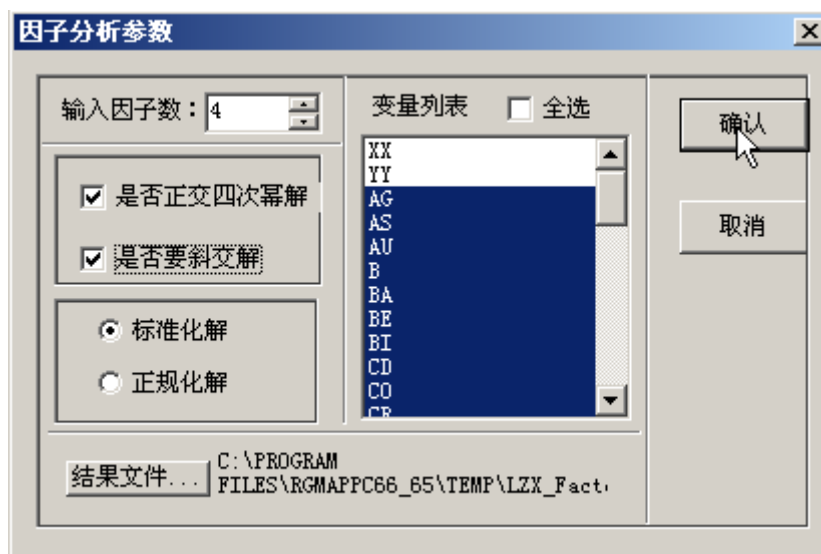 因子分析参数
输入因子数：4
是否正交四次幂解
是否要斜交解
标准化解
正规化解
变量列表 全选
XX
YY
AG
AS
AU
B
BA
BE
BI
CD
CO
CR
确认
取消
结果文件... C:\PROGRAM
FILES\RGMAPPC66_65\TEMP\LZX_Fact